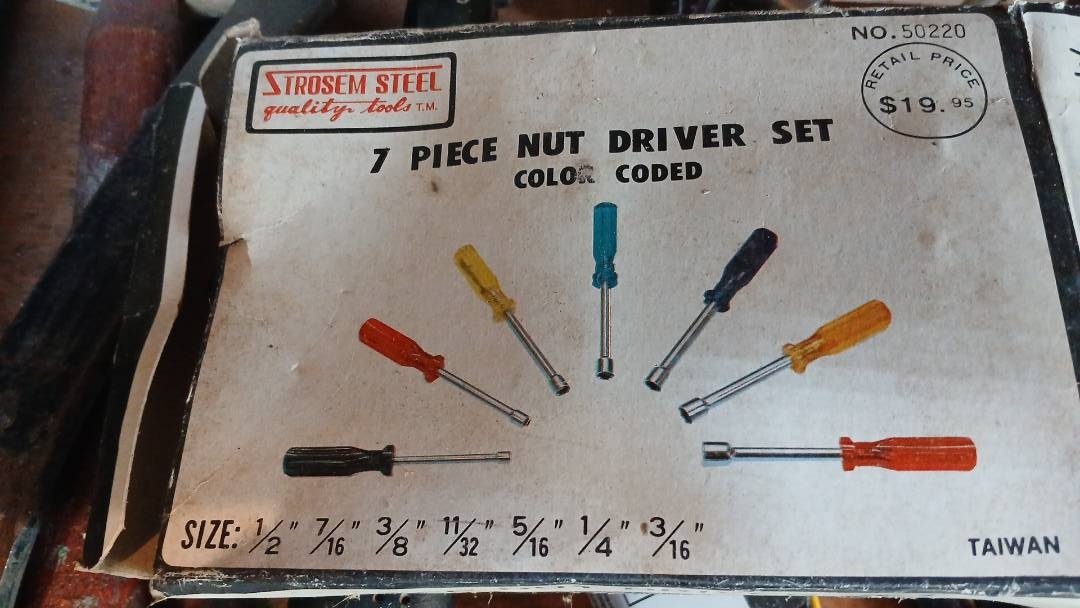 NO. 50220
RETAIL PRICE
$19.95
STROSEM STEEL
quality tools T.M.
7 PIECE NUT DRIVER SET
COLOR CODED
SIZE: 1/2" 7/16" 3/8" 11/32" 5/16" 1/4" 3/16"
TAIWAN